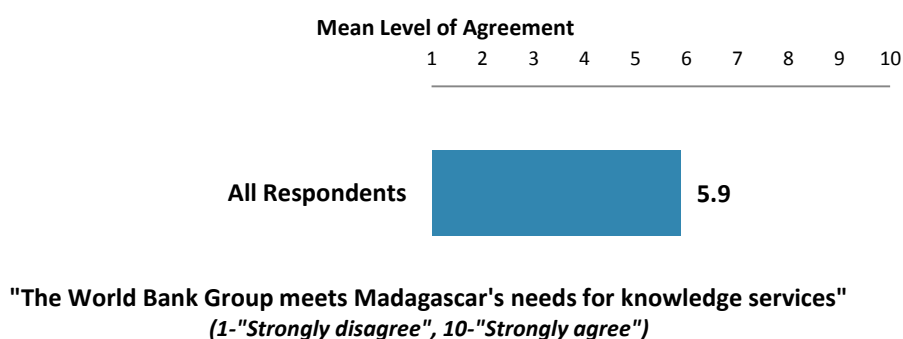 Mean Level of Agreement
1 2 3 4 5 6 7 8 9 10
All Respondents 5.9
"The World Bank Group meets Madagascar's needs for knowledge services"
(1-"Strongly disagree", 10-"Strongly agree")